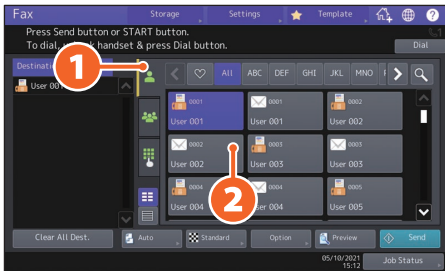 Fax Storage Settings Template
Press Send button or START button.
To dial, handset & press Dial button.
Dial
1
All ABC DEF GHI JKL MNO
User 001
0001 0001 0002
User 001 User 001 User 002
0002 0003 0003
User 002 User 003 User 003
2
0004 0004 0005
User 004 User 004 User 005
Clear All Dest. Auto Standard Option Preview Send
05/10/2021
15:12
Job Status